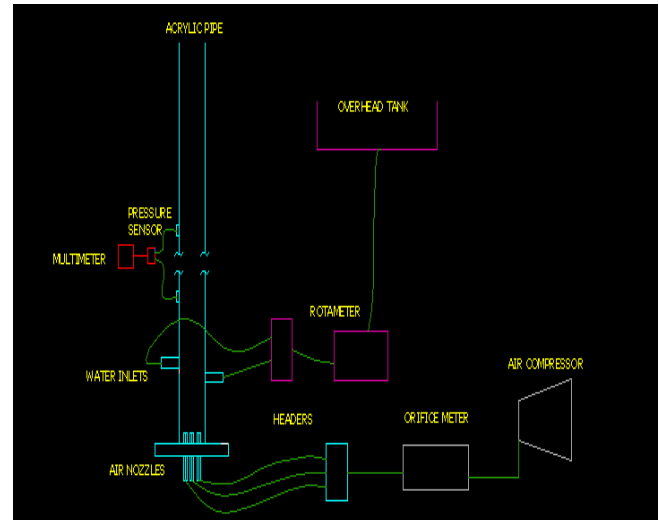 ACRYLIC PIPE
OVERHEAD TANK
PRESSURE
SENSOR
MULTIMETER
ROTAMETER
WATER INLETS
AIR COMPRESSOR
HEADERS
ORIFICE METER
AIR NOZZLES